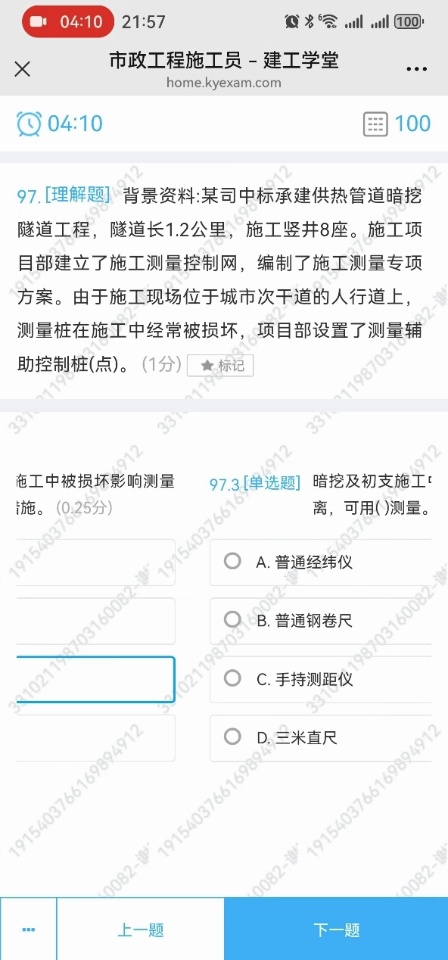 04:10 21:57 100
市政工程施工员 – 建工学堂
home.kyexam.com
04:10 100
97. [理解题] 背景资料:某司中标承建供热管道暗挖
隧道工程，隧道长1.2公里，施工竖井8座。施工项
目部建立了施工测量控制网，编制了施工测量专项
方案。由于施工现场位于城市次干道的人行道上，
测量桩在施工中经常被损坏，项目部设置了测量辅
助控制桩(点)。 (1分) ★ 标记
施工中被损坏影响测量
措施。 (0.25分)
97.3 [单选题] 暗挖及初支施工中
离，可用( )测量。
A. 普通经纬仪
B. 普通钢卷尺
C. 手持测距仪
D. 三米直尺
上一题 下一题